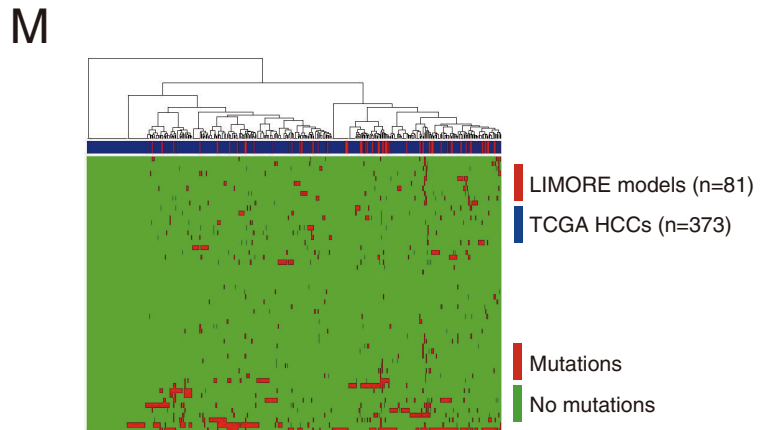 M
LIMORE models (n=81)
TCGA HCCs (n=373)
Mutations
No mutations